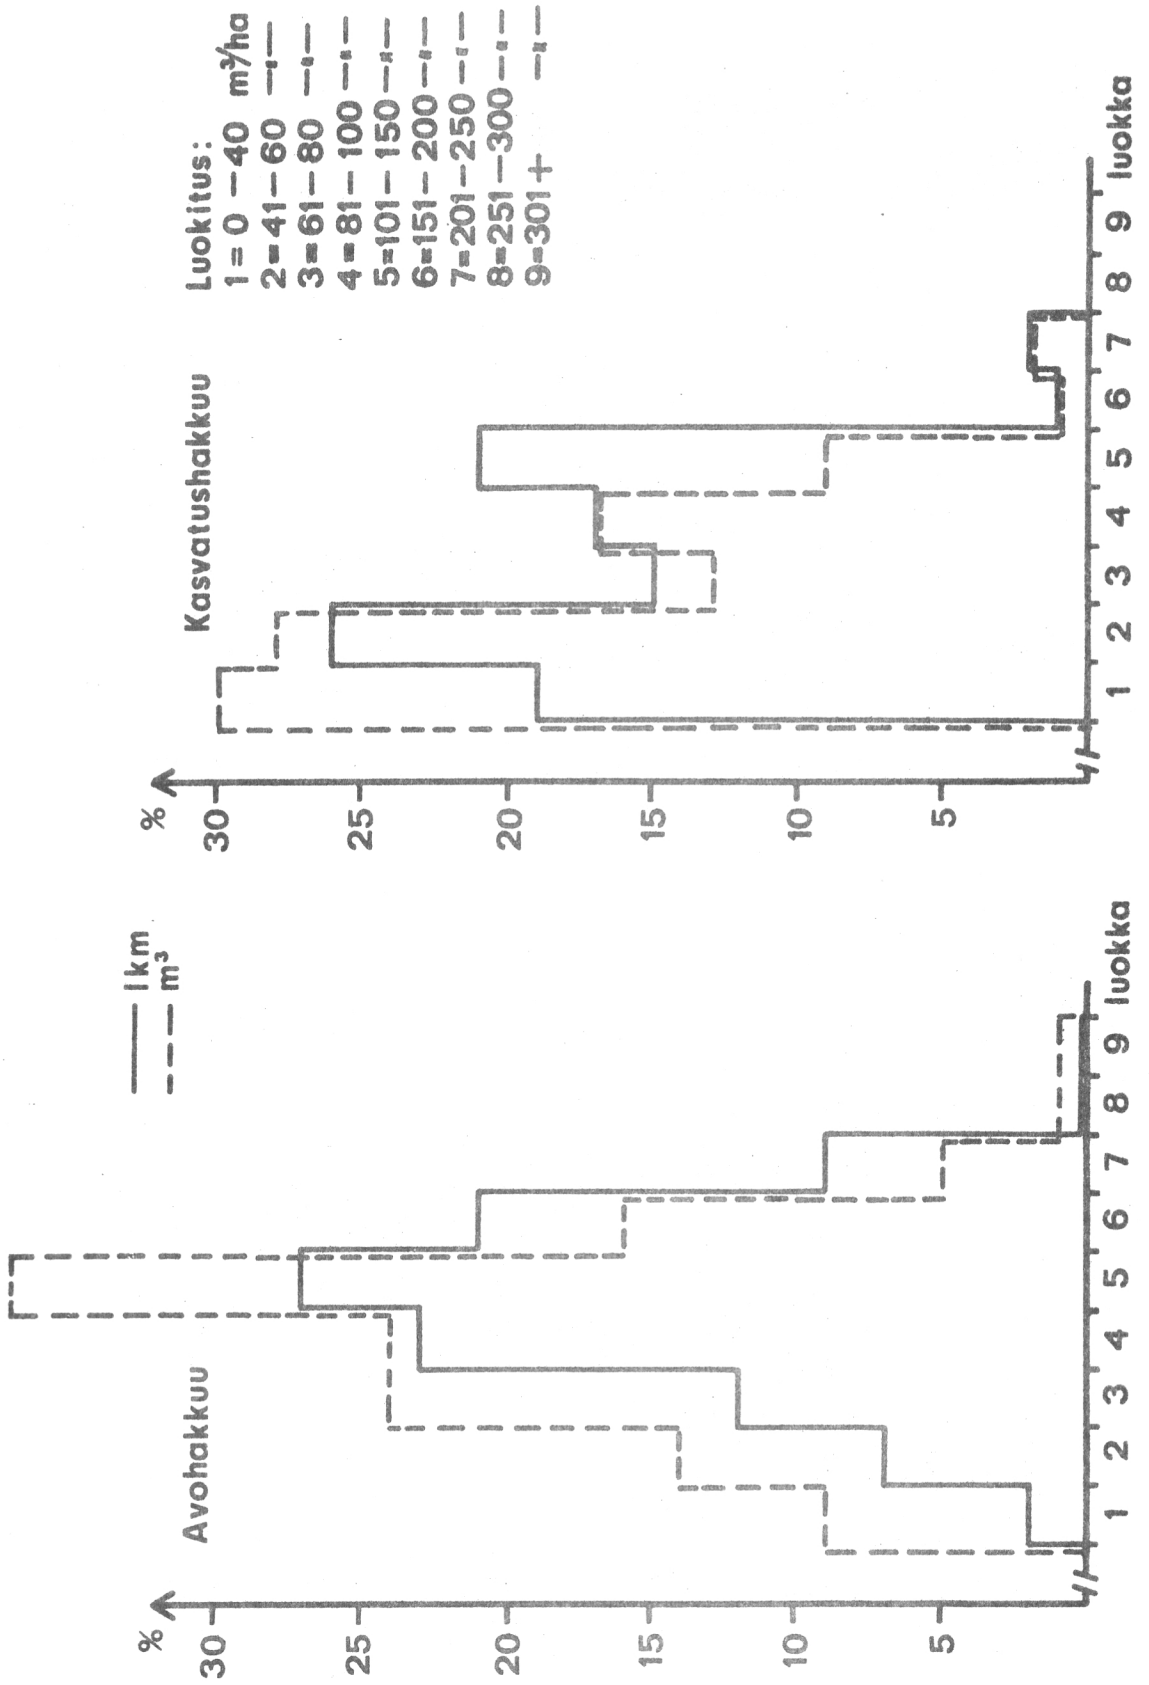 — lkm
--- m³
Avohakkuu
%
30
25
20
15
10
5
1 2 3 4 5 6 7 8 9 luokka
Kasvatushakkuu
%
30
25
20
15
10
5
1 2 3 4 5 6 7 8 9 luokka
Luokitus:
1= 0 —40 m³/ha
2=41—60 —"—
3=61—80 —"—
4=81—100 —"—
5=101—150 —"—
6=151—200 —"—
7=201—250 —"—
8=251—300 —"—
9=301+ —"—